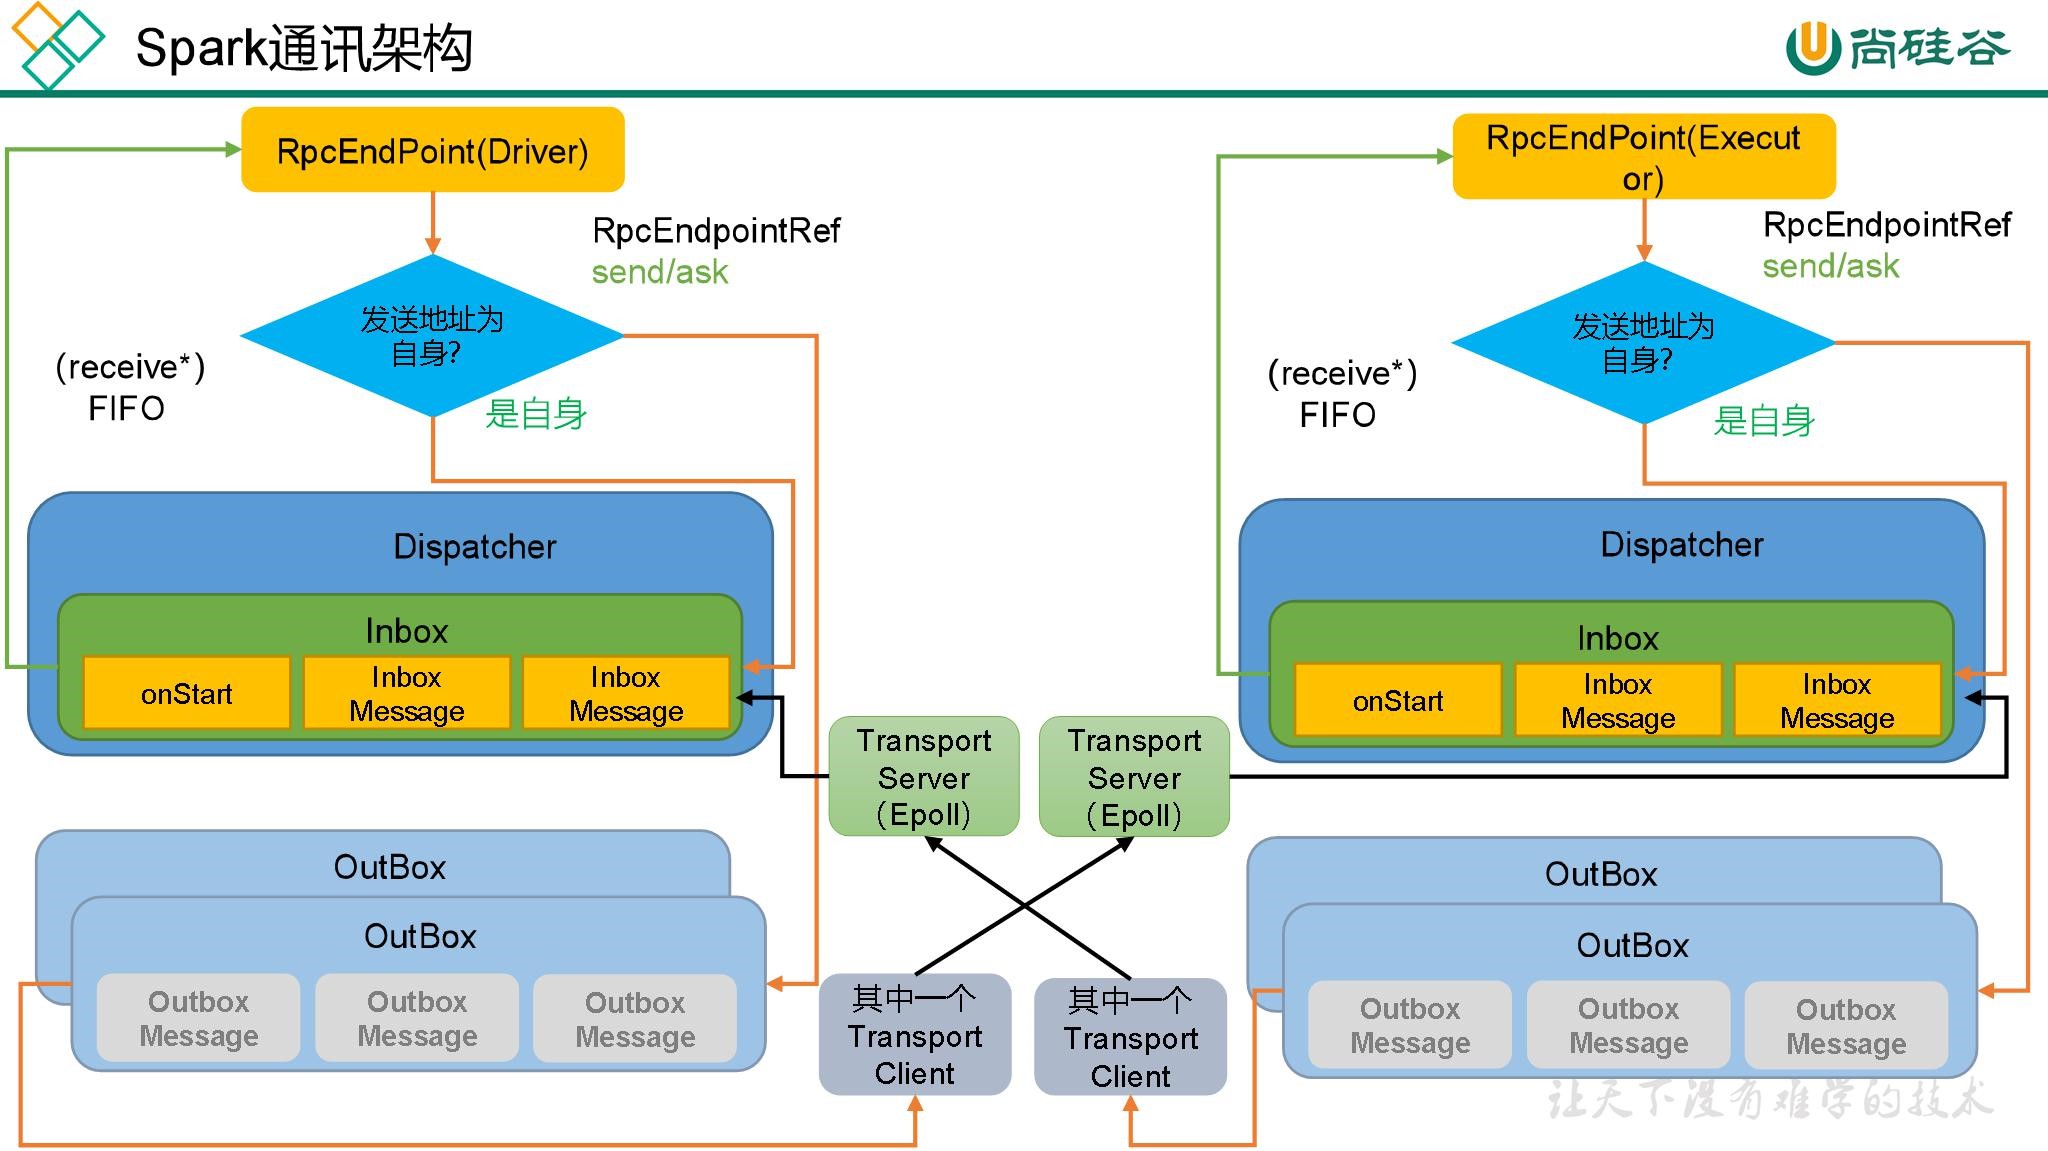 Spark通讯架构
尚硅谷
RpcEndPoint(Driver)
RpcEndpointRef
send/ask
发送地址为
自身?
(receive*)
FIFO
是自身
Dispatcher
Inbox
onStart
Inbox
Message
Inbox
Message
OutBox
OutBox
Outbox
Message
Outbox
Message
Outbox
Message
Transport
Server
（Epoll）
Transport
Server
（Epoll）
其中一个
Transport
Client
其中一个
Transport
Client
RpcEndPoint(Execut
or)
RpcEndpointRef
send/ask
发送地址为
自身?
(receive*)
FIFO
是自身
Dispatcher
Inbox
onStart
Inbox
Message
Inbox
Message
OutBox
OutBox
Outbox
Message
Outbox
Message
Outbox
Message
让天下没有难学的技术